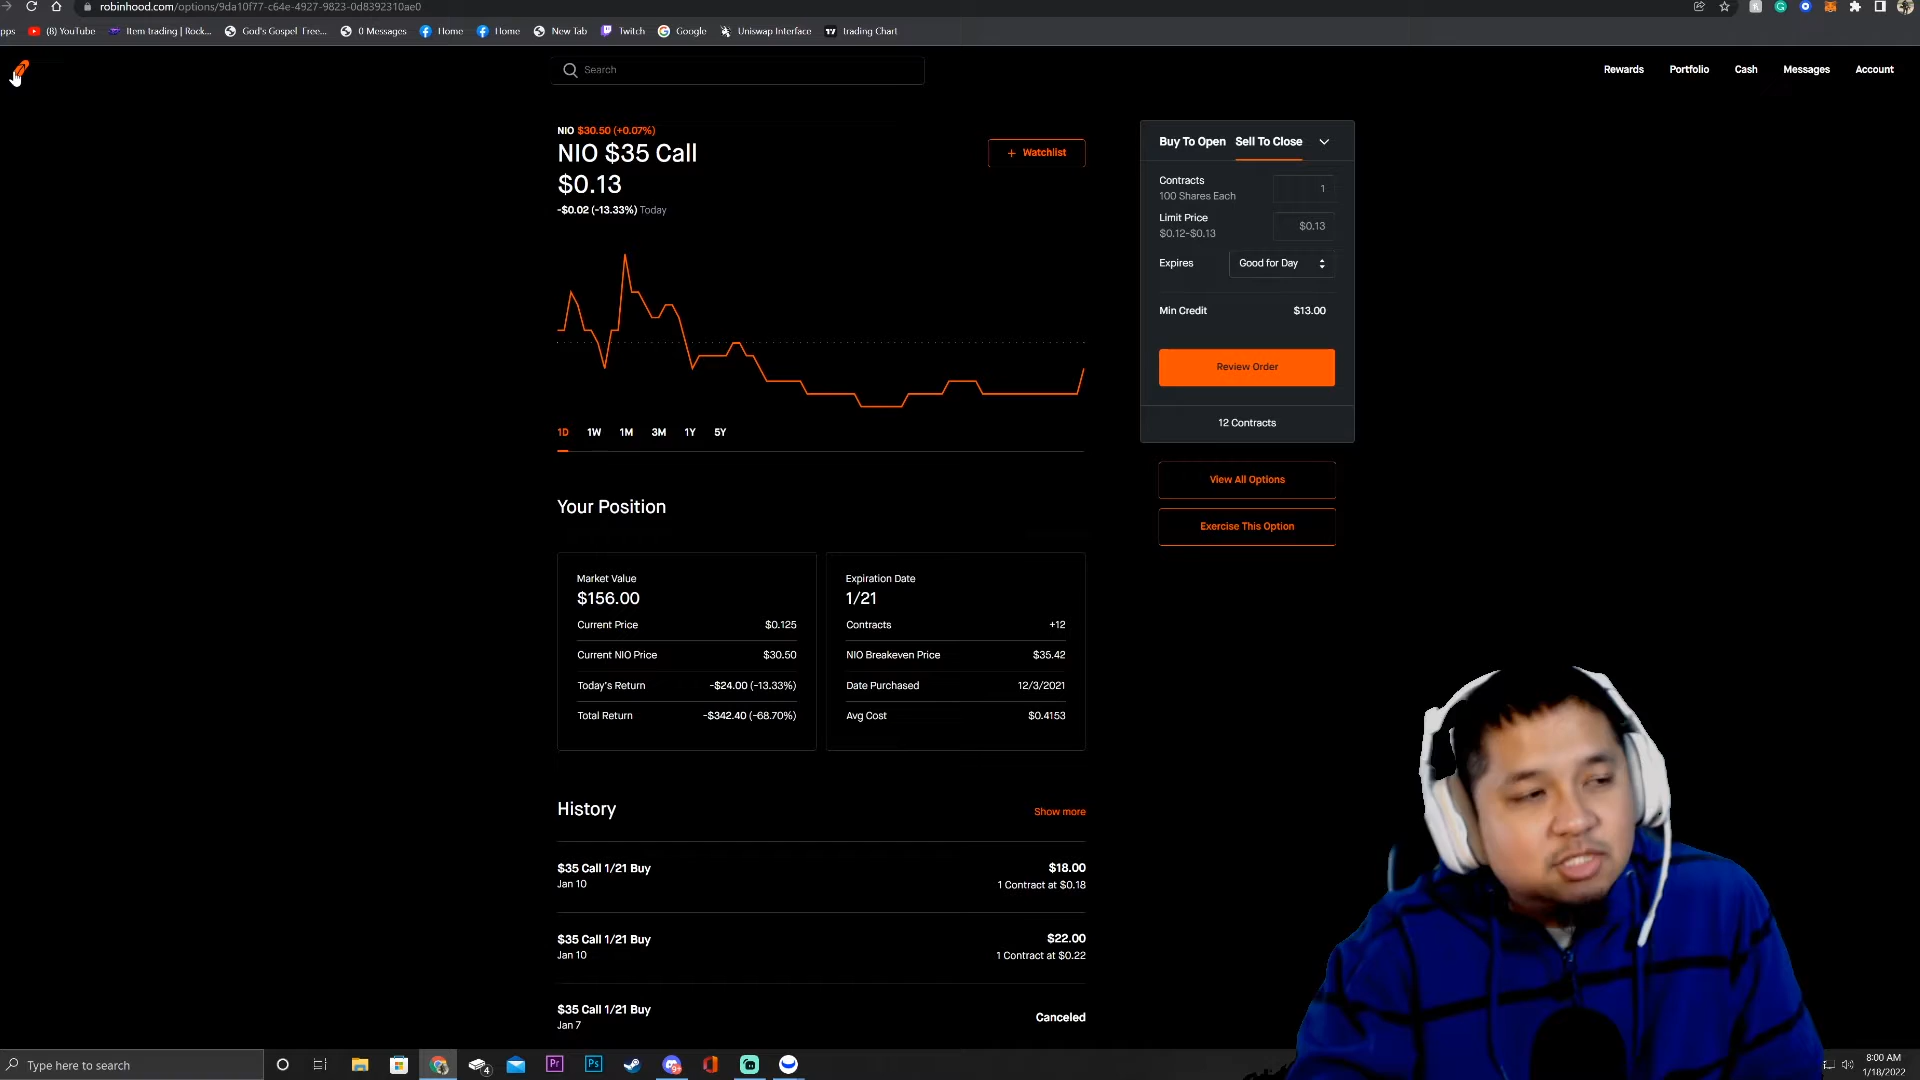 robinhood.com/options/9da10f77-c64e-4927-9823-0d8392310ae0
pps
(8) YouTube
Item trading | Rock...
God's Gospel Free...
0 Messages
Home
Home
New Tab
Twitch
Google
Uniswap Interface
trading Chart
Search
Rewards
Portfolio
Cash
Messages
Account
NIO $30.50 (+0.07%)
NIO $35 Call
$0.13
-$0.02 (-13.33%) Today
+ Watchlist
1D 1W 1M 3M 1Y 5Y
Buy To Open Sell To Close
Contracts
100 Shares Each
1
Limit Price
$0.12-$0.13
$0.13
Expires
Good for Day
Min Credit $13.00
Review Order
12 Contracts
View All Options
Exercise This Option
Your Position
Market Value
$156.00
Current Price $0.125
Current NIO Price $30.50
Today's Return -$24.00 (-13.33%)
Total Return -$342.40 (-68.70%)
Expiration Date
1/21
Contracts +12
NIO Breakeven Price $35.42
Date Purchased 12/3/2021
Avg Cost $0.4153
History
Show more
$35 Call 1/21 Buy $18.00
Jan 10 1 Contract at $0.18
$35 Call 1/21 Buy $22.00
Jan 10 1 Contract at $0.22
$35 Call 1/21 Buy
Jan 7
Canceled
Type here to search
4
Pr
Ps
8:00 AM
1/18/2022